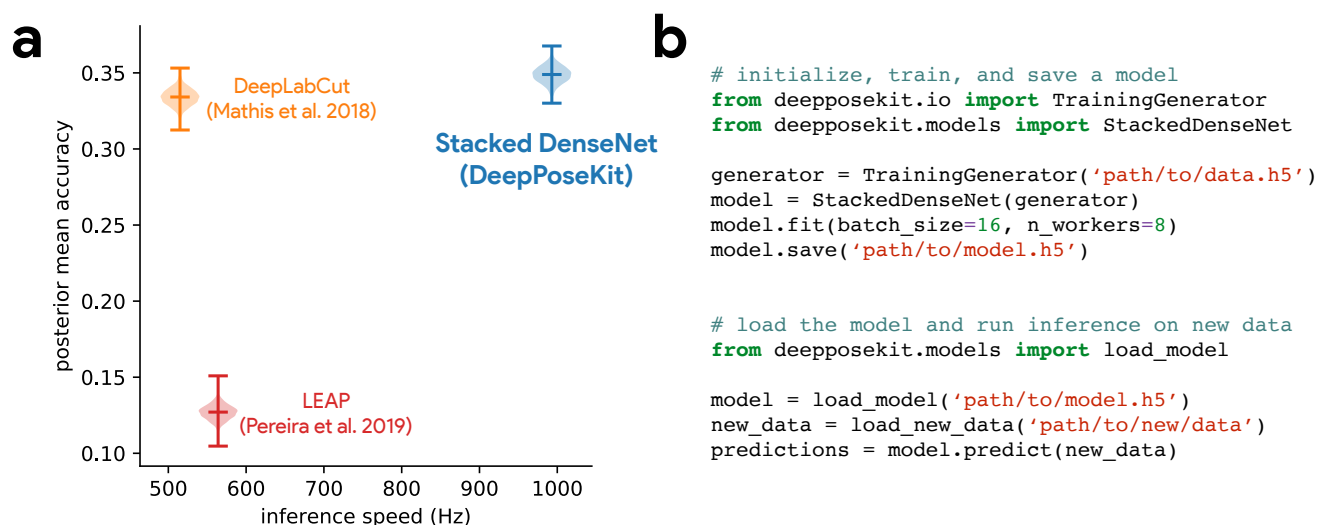 a
posterior mean accuracy
0.35
0.30
0.25
0.20
0.15
0.10
DeepLabCut
(Mathis et al. 2018)
Stacked DenseNet
(DeepPoseKit)
LEAP
(Pereira et al. 2019)
500 600 700 800 900 1000
inference speed (Hz)
b
# initialize, train, and save a model
from deepposekit.io import TrainingGenerator
from deepposekit.models import StackedDenseNet
generator = TrainingGenerator(‘path/to/data.h5’)
model = StackedDenseNet(generator)
model.fit(batch_size=16, n_workers=8)
model.save(‘path/to/model.h5’)
# load the model and run inference on new data
from deepposekit.models import load_model
model = load_model(‘path/to/model.h5’)
new_data = load_new_data(‘path/to/new/data’)
predictions = model.predict(new_data)